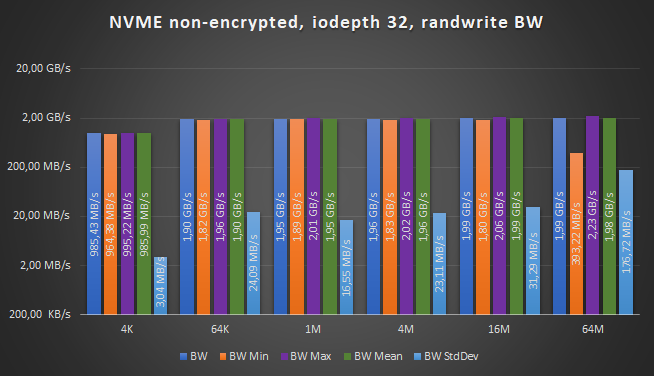 NVME non-encrypted, iodepth 32, randwrite BW
20,00 GB/s
2,00 GB/s
200,00 MB/s
20,00 MB/s
2,00 MB/s
200,00 KB/s
985,43 MB/s
964,38 MB/s
995,22 MB/s
985,99 MB/s
3,04 MB/s
1,90 GB/s
1,82 GB/s
1,96 GB/s
1,90 GB/s
24,09 MB/s
1,95 GB/s
1,89 GB/s
2,01 GB/s
1,95 GB/s
16,55 MB/s
1,96 GB/s
1,83 GB/s
2,02 GB/s
1,96 GB/s
23,11 MB/s
1,99 GB/s
1,80 GB/s
2,06 GB/s
1,99 GB/s
31,29 MB/s
1,99 GB/s
393,22 MB/s
2,23 GB/s
1,98 GB/s
176,72 MB/s
4K 64K 1M 4M 16M 64M
BW BW Min BW Max BW Mean BW StdDev